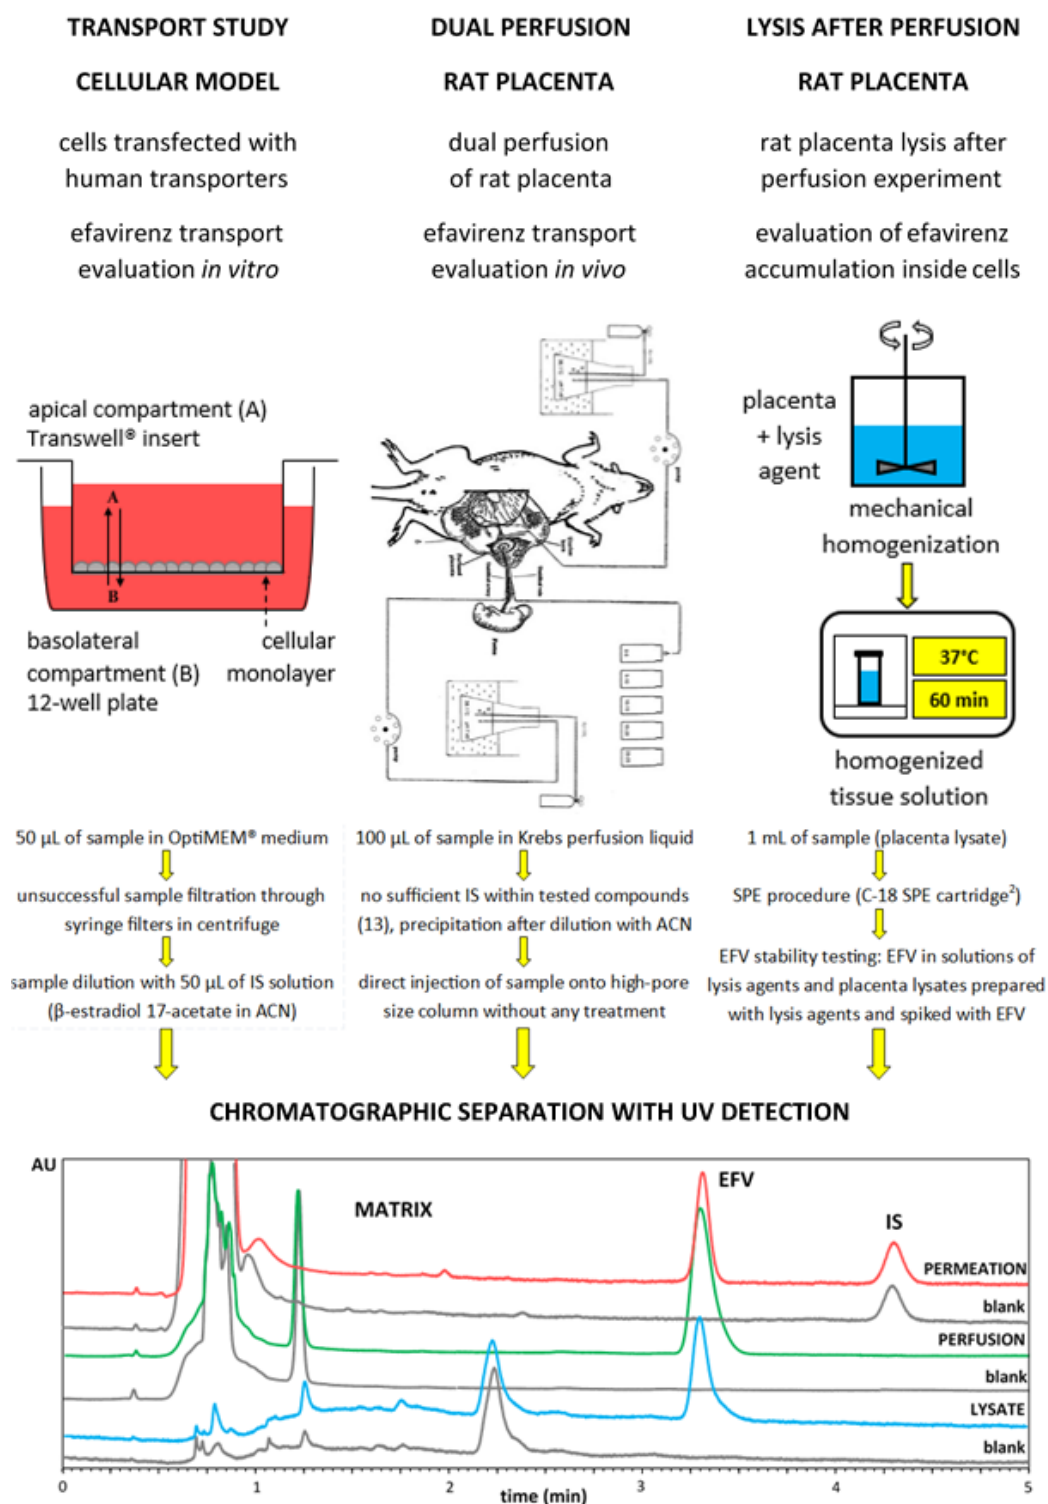 TRANSPORT STUDY
CELLULAR MODEL
cells transfected with
human transporters
efavirenz transport
evaluation in vitro
apical compartment (A)
Transwell® insert
A
B
basolateral
compartment (B)
12-well plate
cellular
monolayer
50 µL of sample in OptiMEM® medium
unsuccessful sample filtration through
syringe filters in centrifuge
sample dilution with 50 µL of IS solution
(β-estradiol 17-acetate in ACN)
DUAL PERFUSION
RAT PLACENTA
dual perfusion
of rat placenta
efavirenz transport
evaluation in vivo
pump
pump
100 µL of sample in Krebs perfusion liquid
no sufficient IS within tested compounds
(13), precipitation after dilution with ACN
direct injection of sample onto high-pore
size column without any treatment
LYSIS AFTER PERFUSION
RAT PLACENTA
rat placenta lysis after
perfusion experiment
evaluation of efavirenz
accumulation inside cells
placenta
+ lysis
agent
mechanical
homogenization
37°C
60 min
homogenized
tissue solution
1 mL of sample (placenta lysate)
SPE procedure (C-18 SPE cartridge²)
EFV stability testing: EFV in solutions of
lysis agents and placenta lysates prepared
with lysis agents and spiked with EFV
CHROMATOGRAPHIC SEPARATION WITH UV DETECTION
AU
MATRIX
EFV
IS
PERMEATION
blank
PERFUSION
blank
LYSATE
blank
0 1 2 3 4 5
time (min)